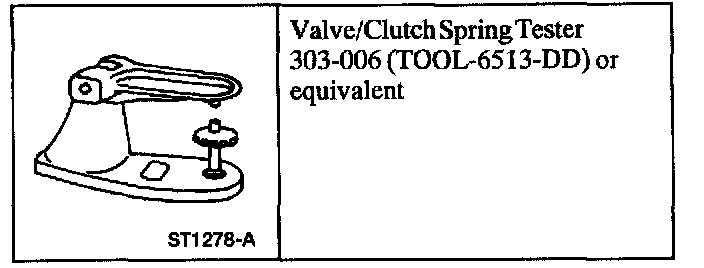 Valve/Clutch Spring Tester
303-006 (TOOL-6513-DD) or
equivalent
ST1278-A